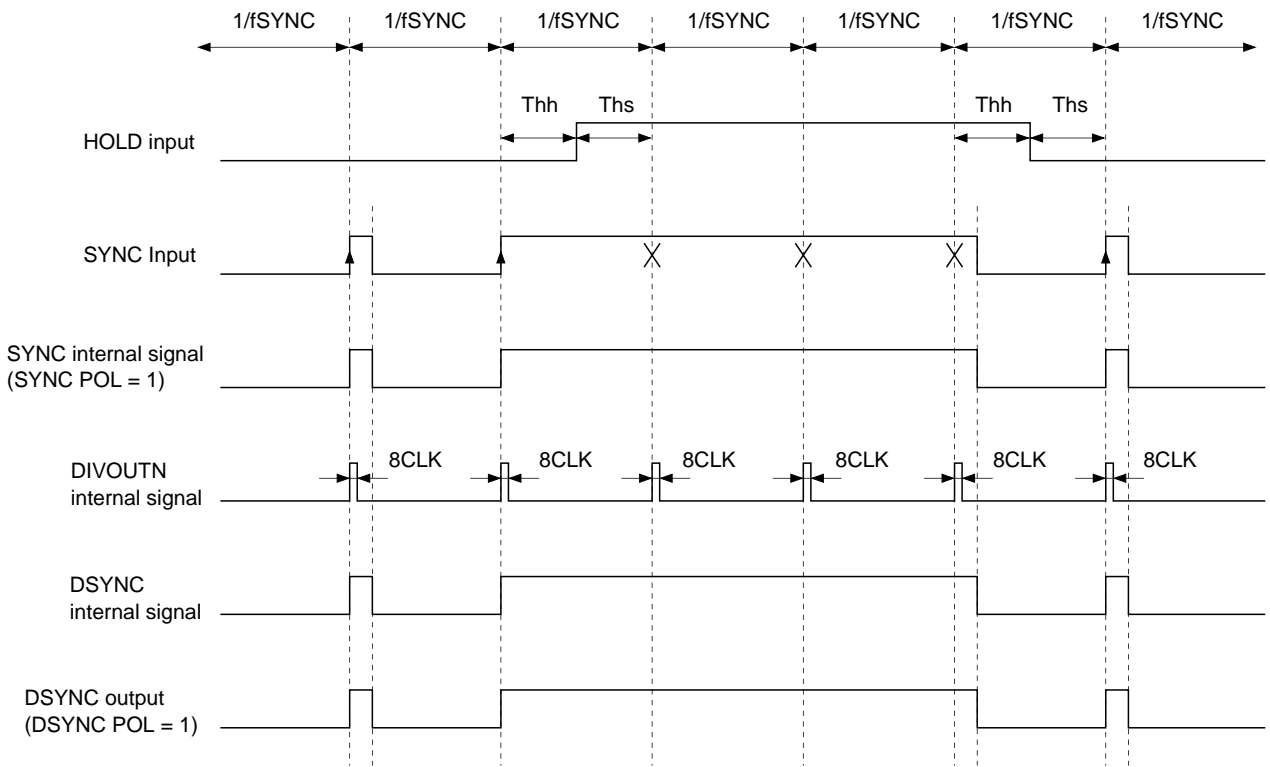 1/fSYNC 1/fSYNC 1/fSYNC 1/fSYNC 1/fSYNC 1/fSYNC 1/fSYNC
Thh Ths Thh Ths
HOLD input
SYNC Input
SYNC internal signal
(SYNC POL = 1)
8CLK 8CLK 8CLK 8CLK 8CLK 8CLK
DIVOUTN
internal signal
DSYNC
internal signal
DSYNC output
(DSYNC POL = 1)